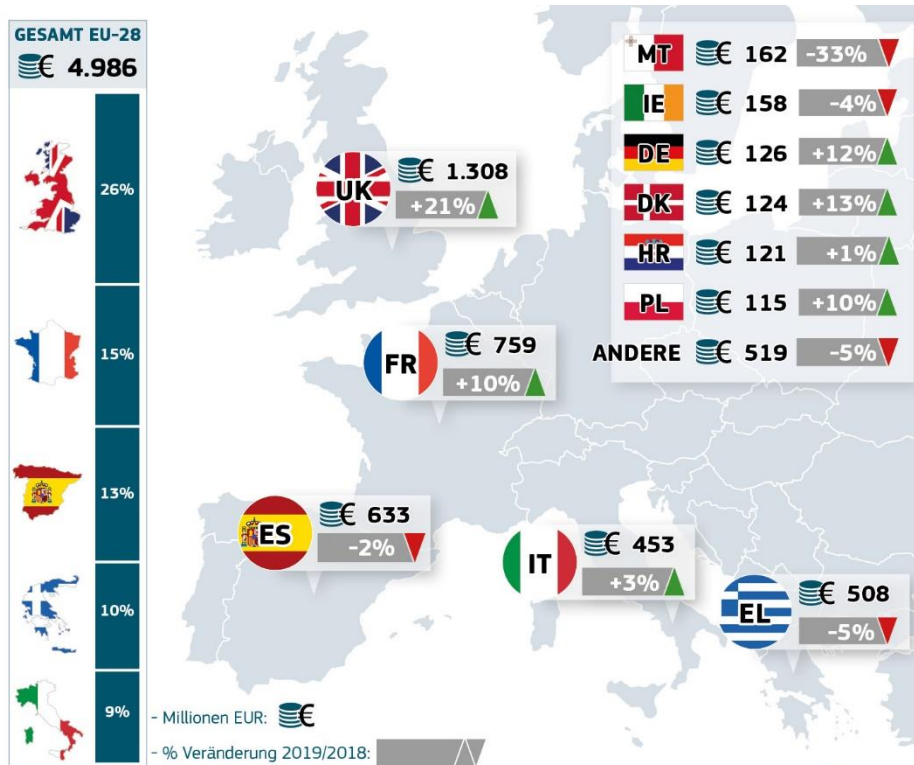 GESAMT EU-28
€ 4.986
26%
15%
13%
10%
9%
UK
€ 1.308
+21%
FR
€ 759
+10%
ES
€ 633
-2%
IT
€ 453
+3%
EL
€ 508
-5%
MT € 162 -33%
IE € 158 -4%
DE € 126 +12%
DK € 124 +13%
HR € 121 +1%
PL € 115 +10%
ANDERE € 519 -5%
- Millionen EUR: €
- % Veränderung 2019/2018: